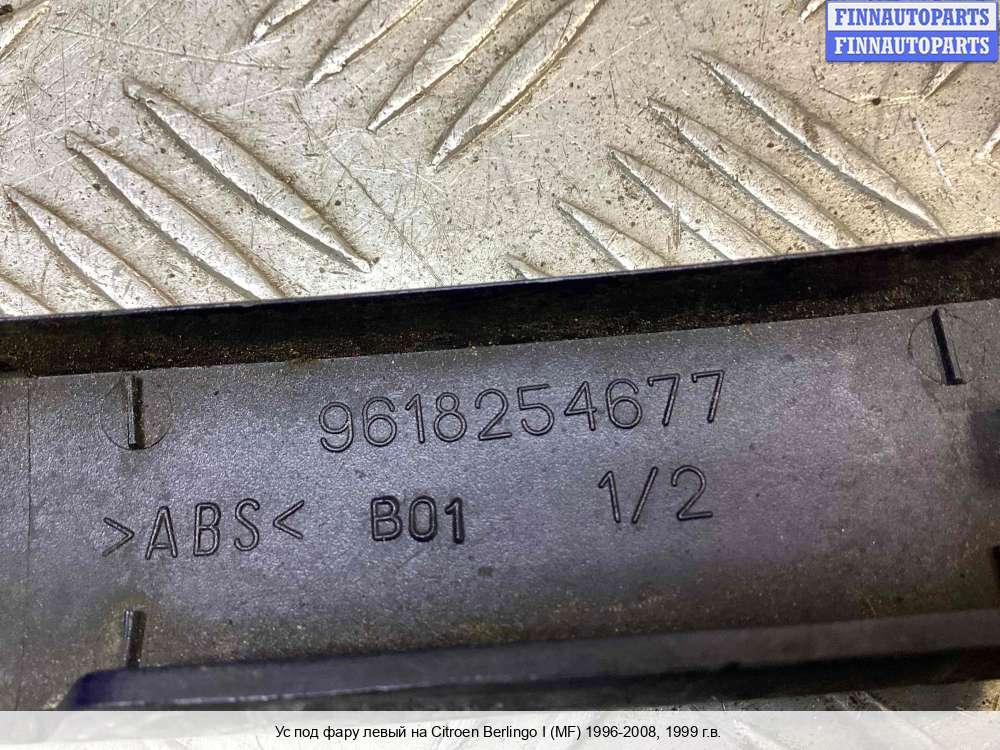 FINNAUTOPARTS
FINNAUTOPARTS
9618254677
>ABS< B01 1/2
Ус под фару левый на Citroen Berlingo I (MF) 1996-2008, 1999 г.в.